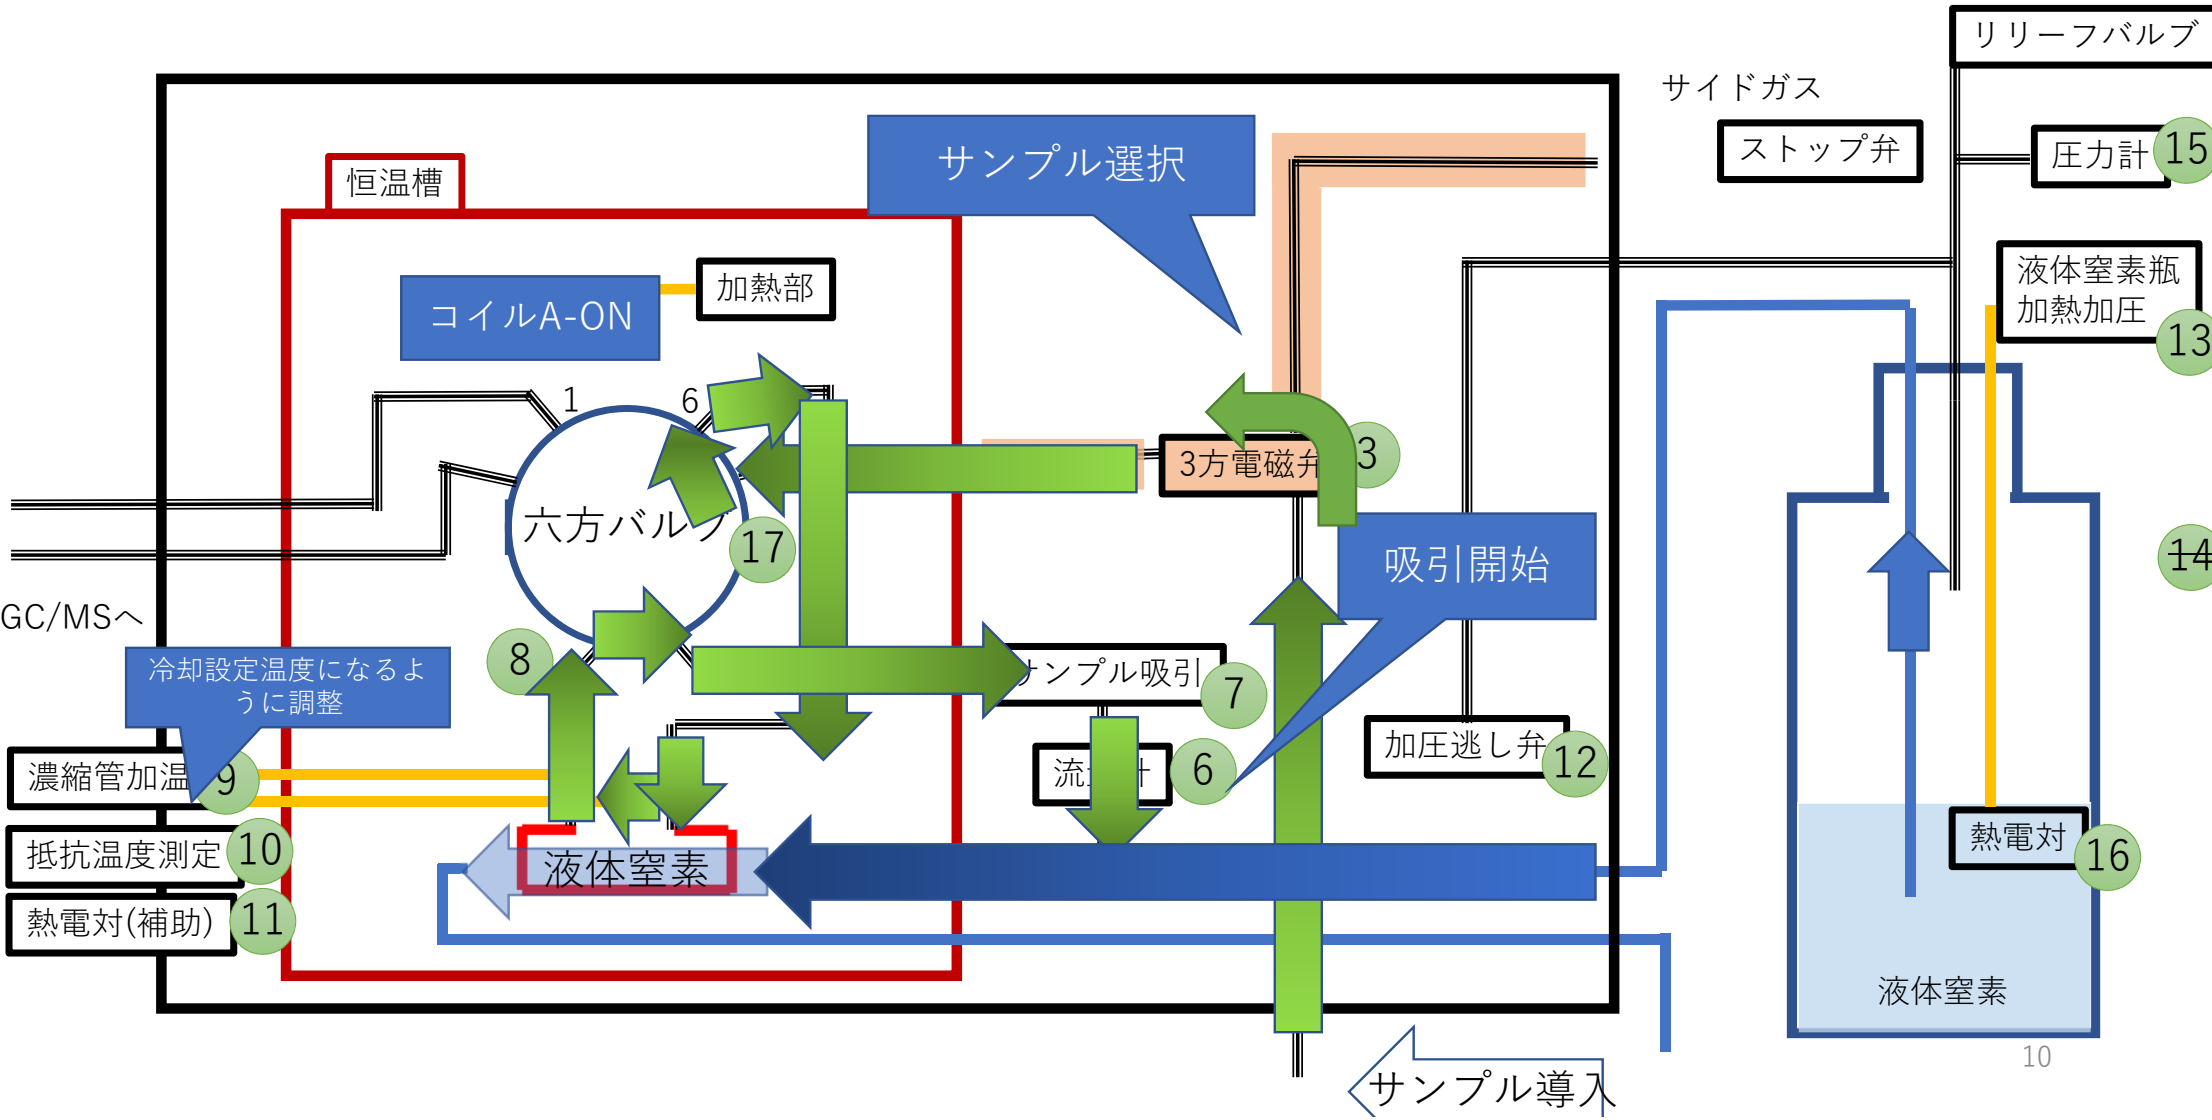 リリーフバルブ
サイドガス
ストップ弁
圧力計
15
サンプル選択
恒温槽
加熱部
コイルA-ON
液体窒素瓶
加熱加圧
13
1
6
3方電磁弁
3
六方バルブ
17
吸引開始
14
GC/MSへ
8
冷却設定温度になるよ
うに調整
サンプル吸引
7
濃縮管加温
9
流量計
6
加圧逃し弁
12
抵抗温度測定
10
液体窒素
熱電対
16
熱電対(補助)
11
液体窒素
10
サンプル導入